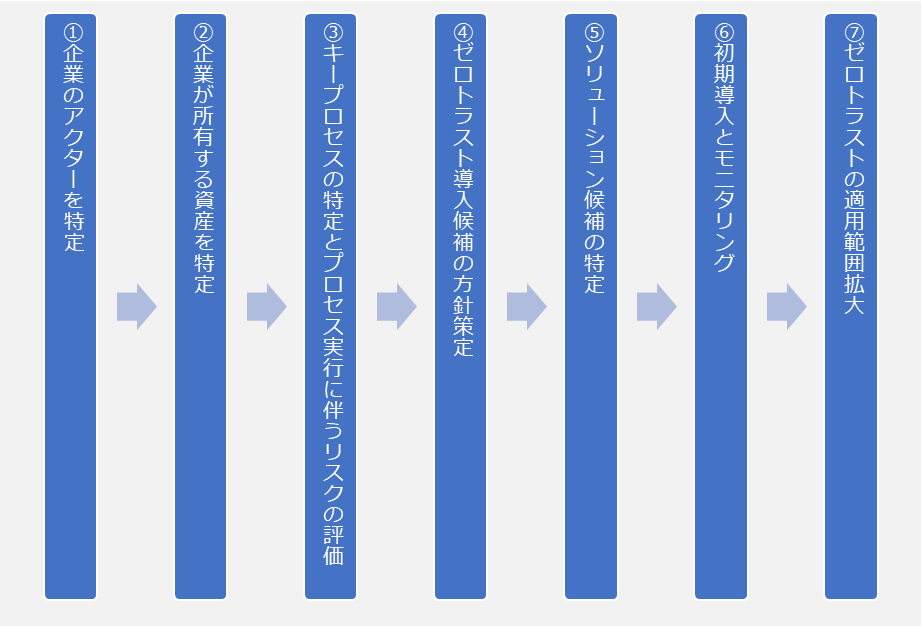 ①企業のアクターを特定
②企業が所有する資産を特定
③キープロセスの特定とプロセス実行に伴うリスクの評価
④ゼロトラスト導入候補の方針策定
⑤ソリューション候補の特定
⑥初期導入とモニタリング
⑦ゼロトラストの適用範囲拡大